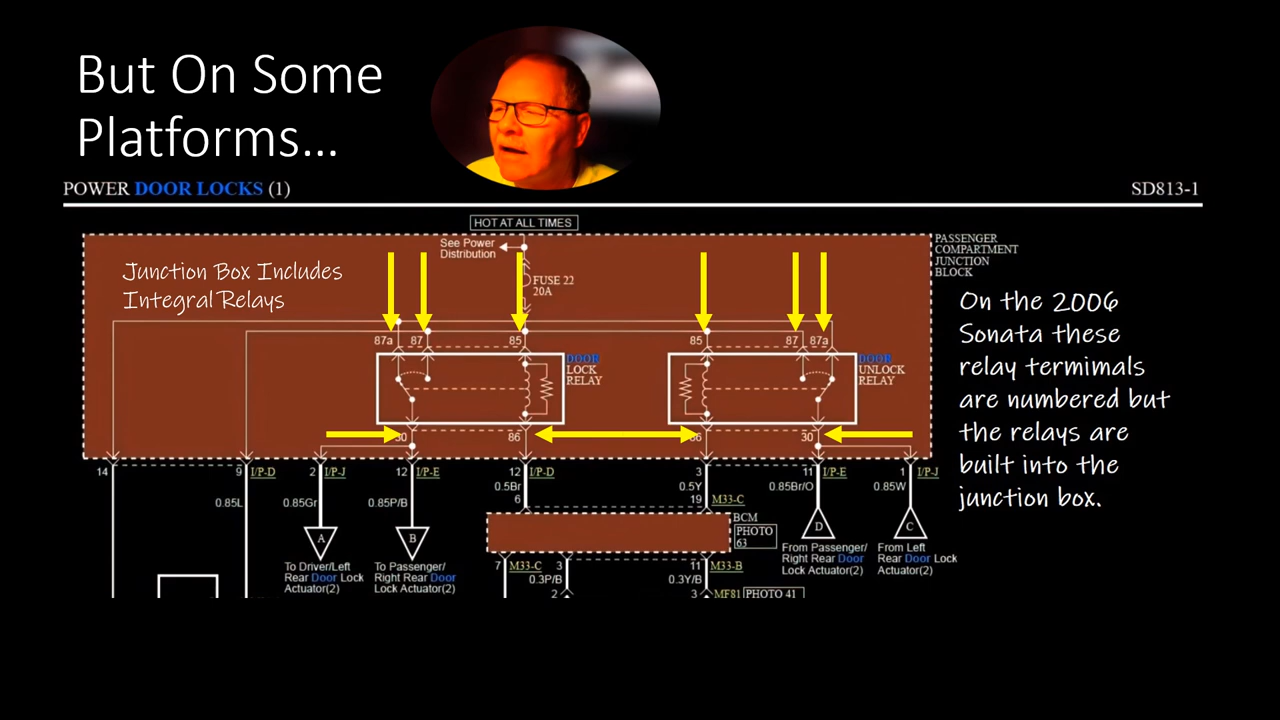 But On Some
Platforms...
POWER DOOR LOCKS (1)
SD813-1
HOT AT ALL TIMES
See Power
Distribution
FUSE 22
20A
PASSENGER
COMPARTMENT
JUNCTION
BLOCK
Junction Box Includes
Integral Relays
On the 2006
Sonata these
relay termimals
are numbered but
the relays are
built into the
junction box.
87a 87 85 85 87 87a
DOOR
LOCK
RELAY
DOOR
UNLOCK
RELAY
30 86 86 30
14 9 I/P-D 2 I/P-J 12 I/P-E 12 I/P-D 3 11 I/P-E 1 I/P-J
0.85L 0.85Gr 0.85P/B 0.5Br 0.5Y 0.85Br/O 0.85W
6 19 M33-C
BCM
PHOTO
63
A B D C
To Driver/Left
Rear Door Lock
Actuator(2)
To Passenger/
Right Rear Door
Lock Actuator(2)
From Passenger/
Right Rear Door
Lock Actuator(2)
From Left
Rear Door Lock
Actuator(2)
7 M33-C 3 11 M33-B
0.3P/B 0.3Y/B
2 3 MF81 PHOTO 41